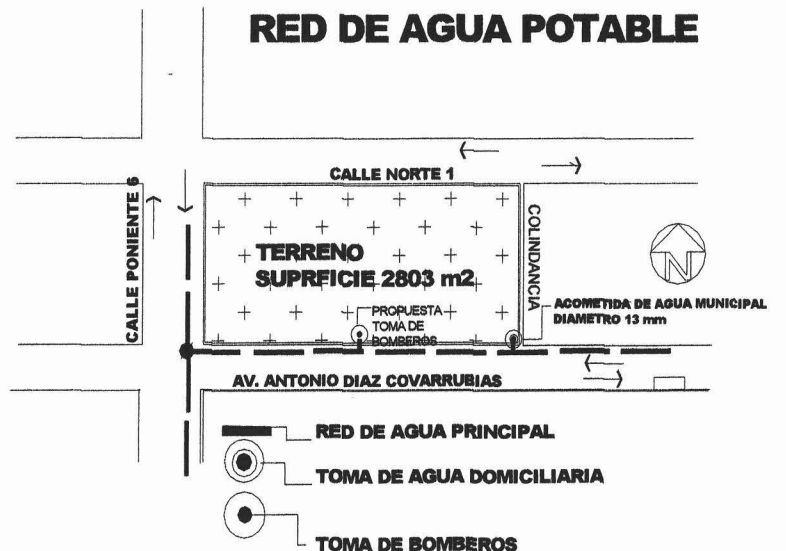 RED DE AGUA POTABLE
CALLE NORTE 1
CALLE PONIENTE 6
TERRENO
SUPRFICIE 2803 m2
COLINDANCIA
N
PROPUESTA
TOMA DE
BOMBEROS
ACOMETIDA DE AGUA MUNICIPAL
DIAMETRO 13 mm
AV. ANTONIO DIAZ COVARRUBIAS
RED DE AGUA PRINCIPAL
TOMA DE AGUA DOMICILIARIA
TOMA DE BOMBEROS